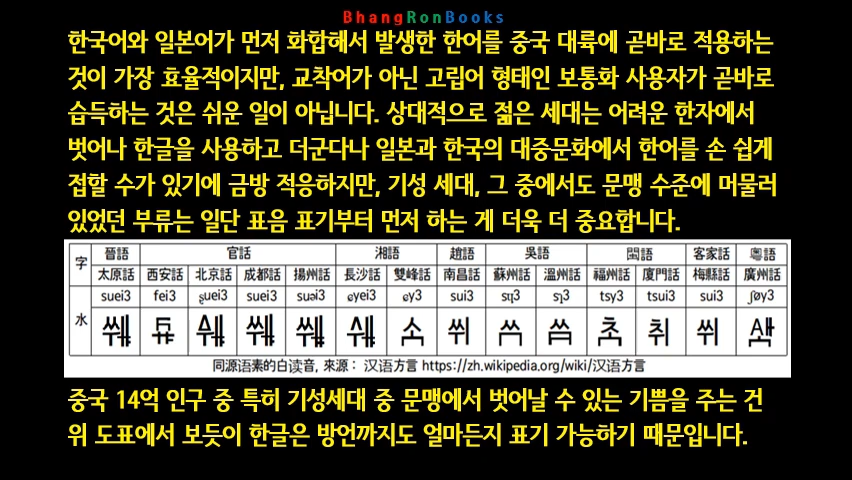 BhangRonBooks
한국어와 일본어가 먼저 화합해서 발생한 한어를 중국 대륙에 곧바로 적용하는
것이 가장 효율적이지만, 교착어가 아닌 고립어 형태인 보통화 사용자가 곧바로
습득하는 것은 쉬운 일이 아닙니다. 상대적으로 젊은 세대는 어려운 한자에서
벗어나 한글을 사용하고 더군다나 일본과 한국의 대중문화에서 한어를 손 쉽게
접할 수가 있기에 금방 적응하지만, 기성 세대, 그 중에서도 문맹 수준에 머물러
있었던 부류는 일단 표음 표기부터 먼저 하는 게 더욱 더 중요합니다.
字 晉語 官話 湘語 趙語 吳語 閩語 客家話 粵語
太原話 西安話 北京話 成都話 揚州話 長沙話 雙峰話 南昌話 蘇州話 溫州話 福州話 廈門話 梅縣話 廣州話
水 suei3 fei3 ʂuei3 suei3 suəi3 ɕyei3 ɕy3 sui3 sɿ3 tsy3 tsui3 sui3
쒜 쉐 쒜 쒜 쉐 쉬 취 쉬
同源语素的白读音, 來源 : 汉语方言 https://zh.wikipedia.org/wiki/汉语方言
중국 14억 인구 중 특히 기성세대 중 문맹에서 벗어날 수 있는 기쁨을 주는 건
위 도표에서 보듯이 한글은 방언까지도 얼마든지 표기 가능하기 때문입니다.